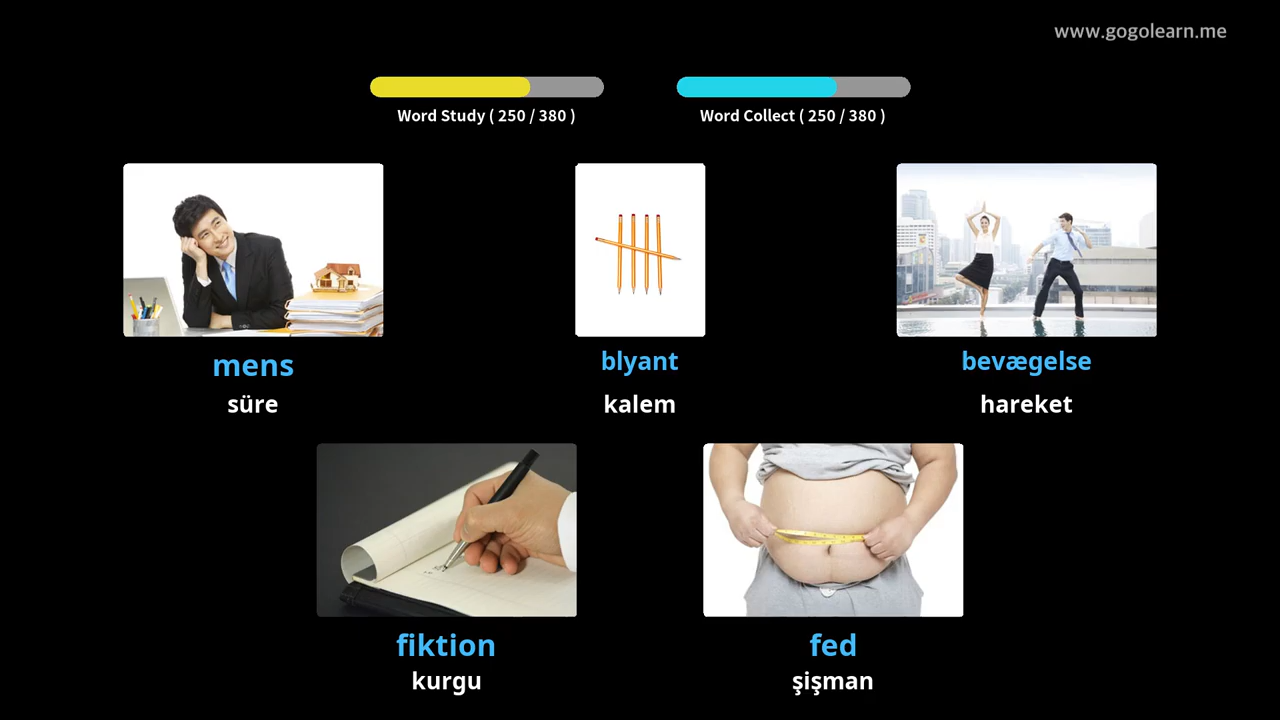 www.gogolearn.me
Word Study ( 250 / 380 )
Word Collect ( 250 / 380 )
mens
süre
blyant
kalem
bevægelse
hareket
fiktion
kurgu
fed
şişman